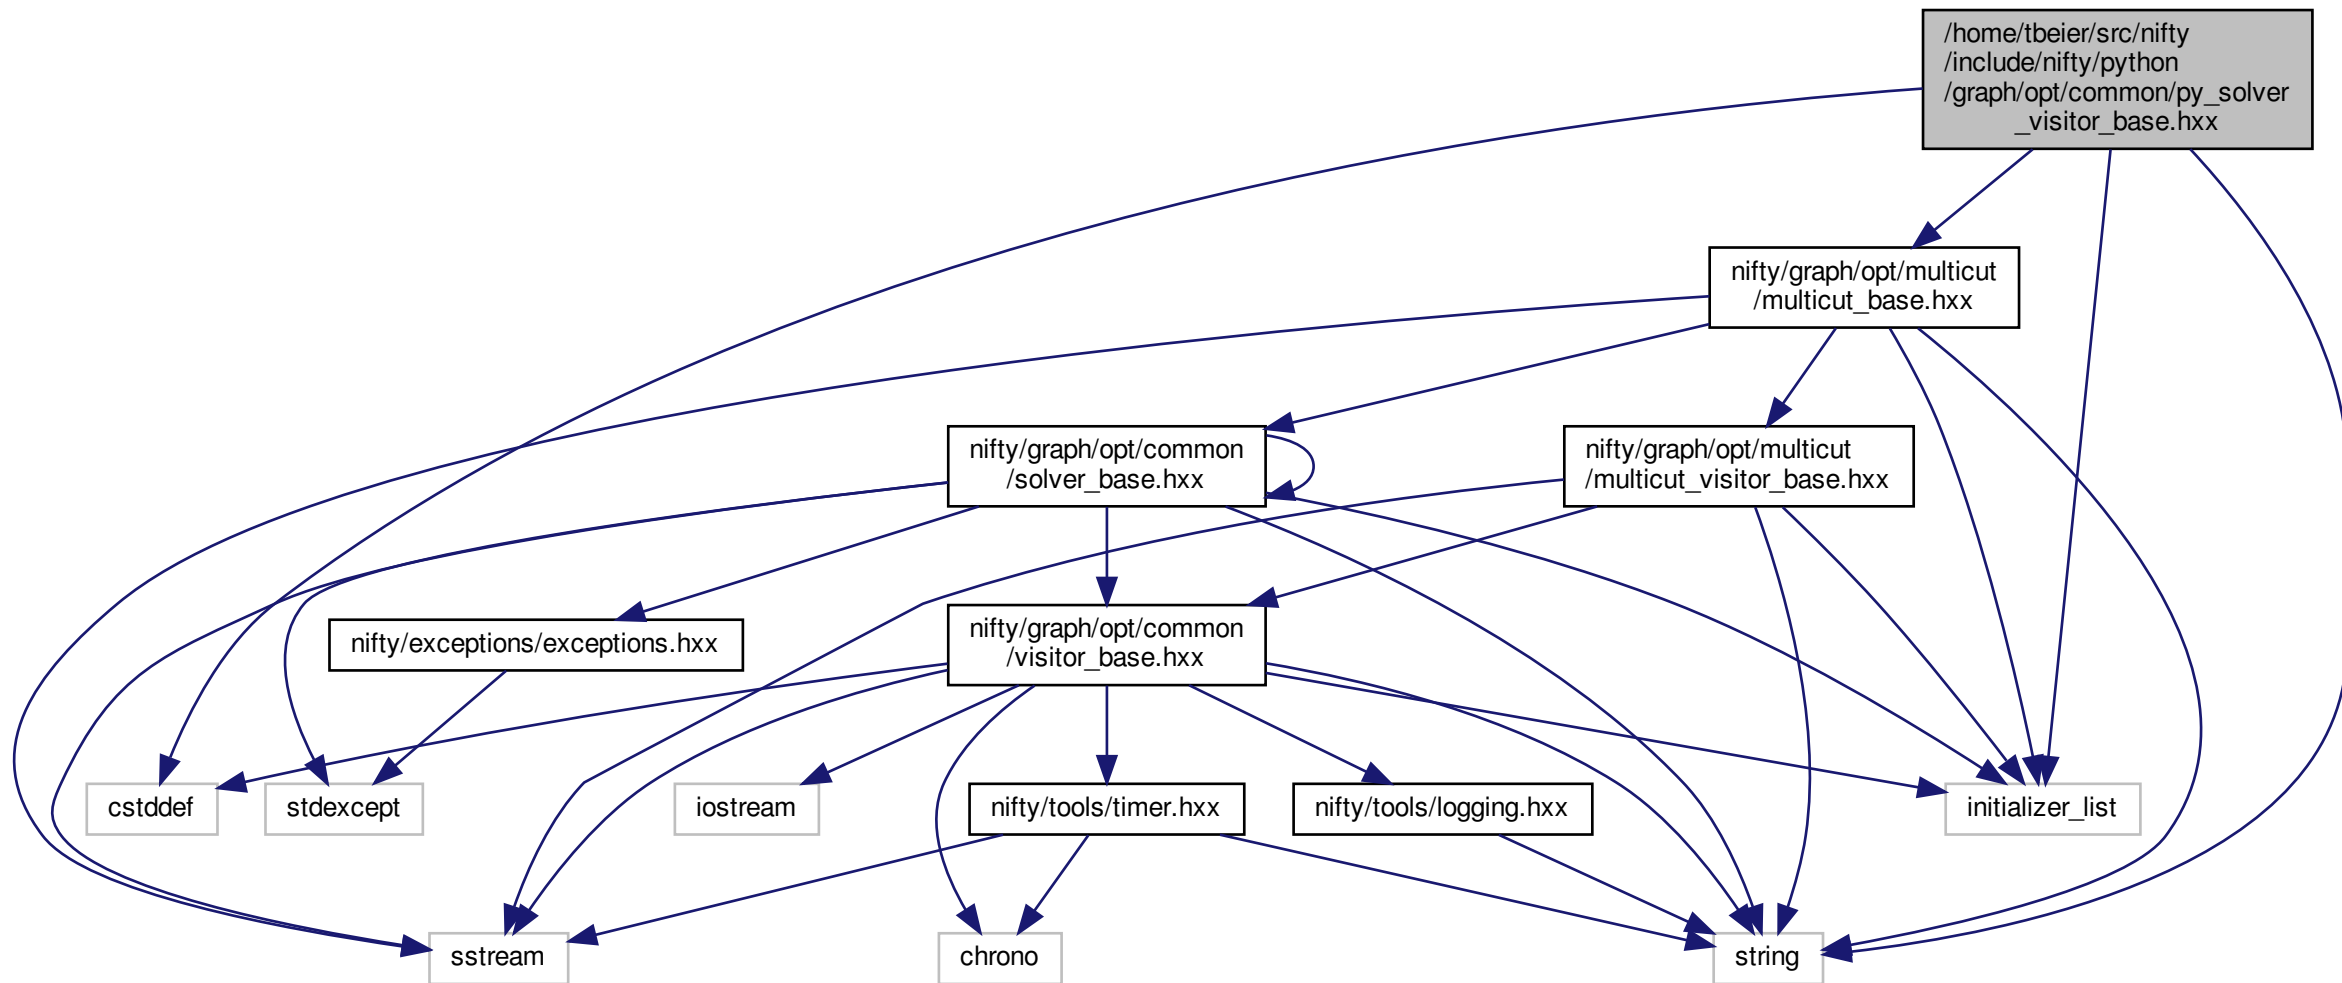 /home/tbeier/src/nifty
/include/nifty/python
/graph/opt/common/py_solver
_visitor_base.hxx
nifty/graph/opt/multicut
/multicut_base.hxx
nifty/graph/opt/common
/solver_base.hxx
nifty/graph/opt/multicut
/multicut_visitor_base.hxx
nifty/exceptions/exceptions.hxx
nifty/graph/opt/common
/visitor_base.hxx
cstddef
stdexcept
iostream
nifty/tools/timer.hxx
nifty/tools/logging.hxx
initializer_list
sstream
chrono
string